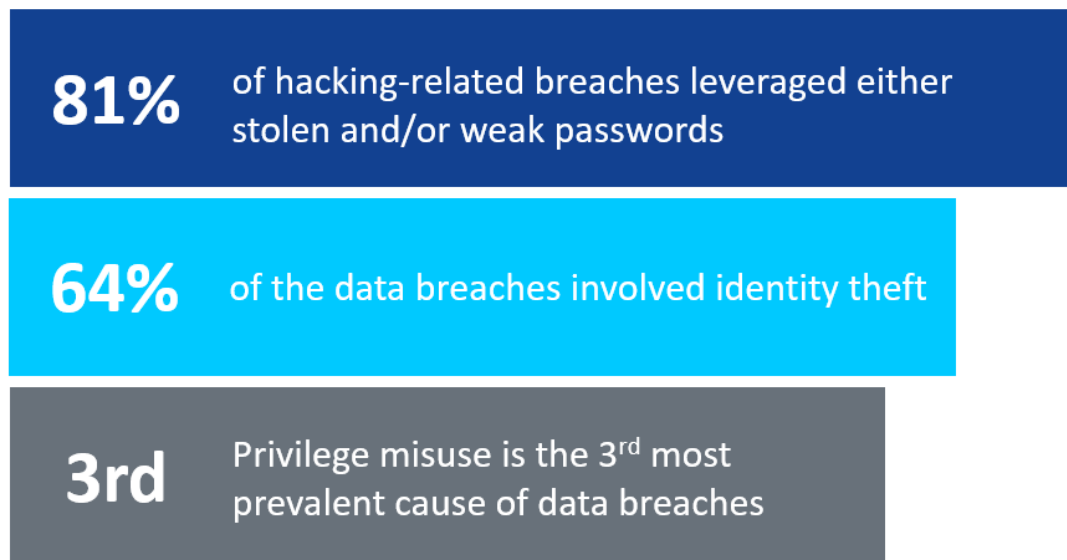 81%
of hacking-related breaches leveraged either
stolen and/or weak passwords
64%
of the data breaches involved identity theft
3rd
Privilege misuse is the 3rd most
prevalent cause of data breaches